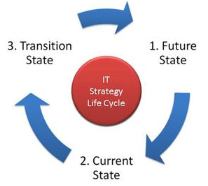 3. Transition
State
1. Future
State
IT
Strategy
Life Cycle
2. Current
State